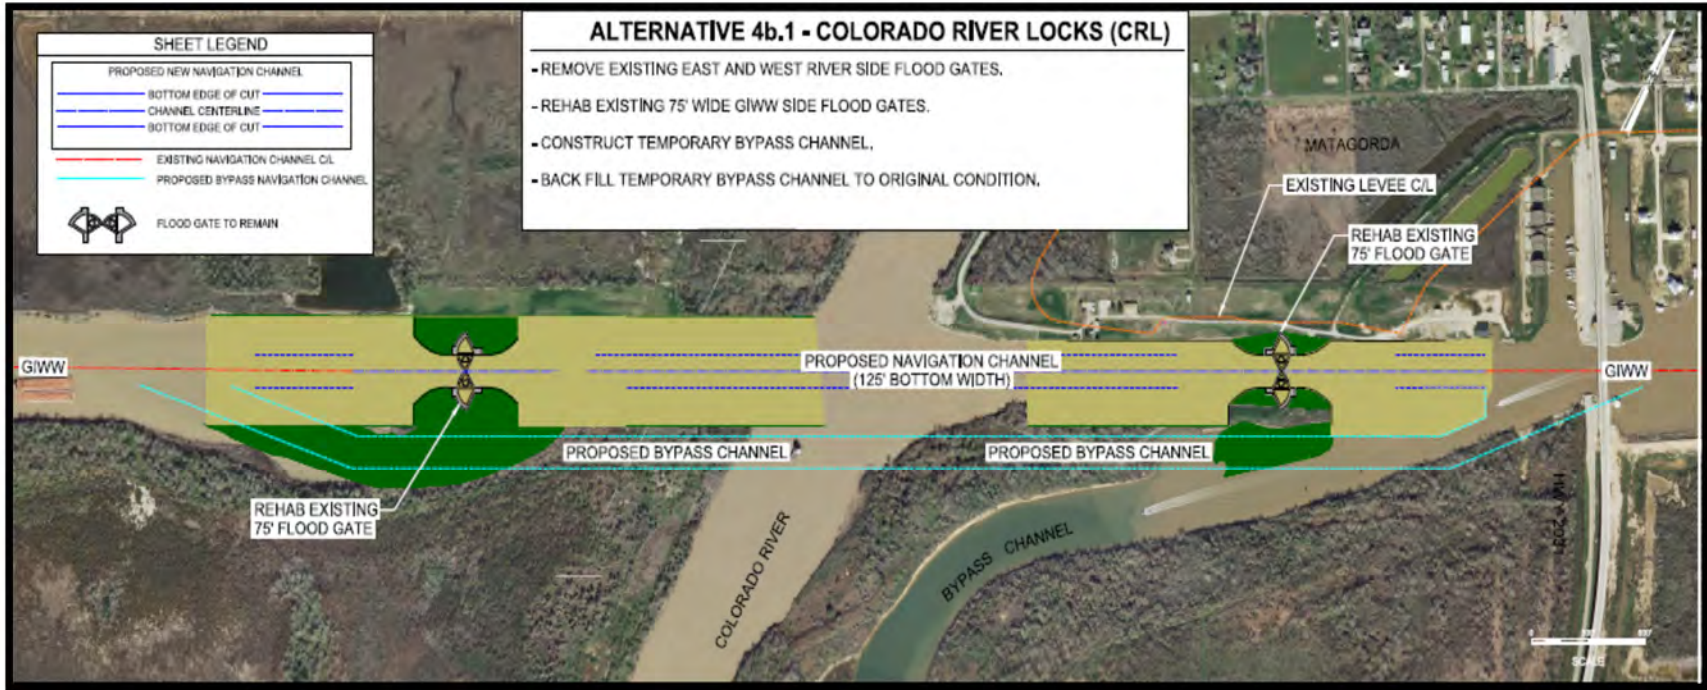 SHEET LEGEND
PROPOSED NEW NAVIGATION CHANNEL
BOTTOM EDGE OF CUT
CHANNEL CENTERLINE
BOTTOM EDGE OF CUT
EXISTING NAVIGATION CHANNEL C/L
PROPOSED BYPASS NAVIGATION CHANNEL
FLOOD GATE TO REMAIN
ALTERNATIVE 4b.1 - COLORADO RIVER LOCKS (CRL)
- REMOVE EXISTING EAST AND WEST RIVER SIDE FLOOD GATES.
- REHAB EXISTING 75' WIDE GIWW SIDE FLOOD GATES.
- CONSTRUCT TEMPORARY BYPASS CHANNEL.
- BACK FILL TEMPORARY BYPASS CHANNEL TO ORIGINAL CONDITION.
MATAGORDA
EXISTING LEVEE C/L
REHAB EXISTING
75' FLOOD GATE
GIWW
PROPOSED NAVIGATION CHANNEL
(125' BOTTOM WIDTH)
GIWW
PROPOSED BYPASS CHANNEL
PROPOSED BYPASS CHANNEL
REHAB EXISTING
75' FLOOD GATE
COLORADO RIVER
BYPASS CHANNEL
0
SCALE